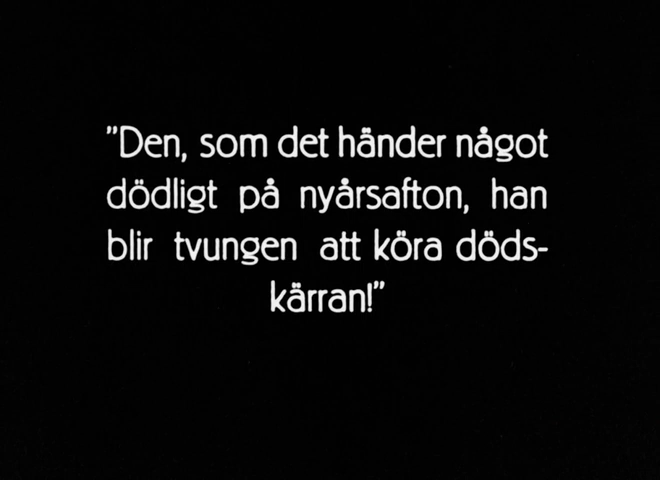 ”Den, som det händer något
dödligt på nyårsafton, han
blir tvungen att köra döds-
kärran!”